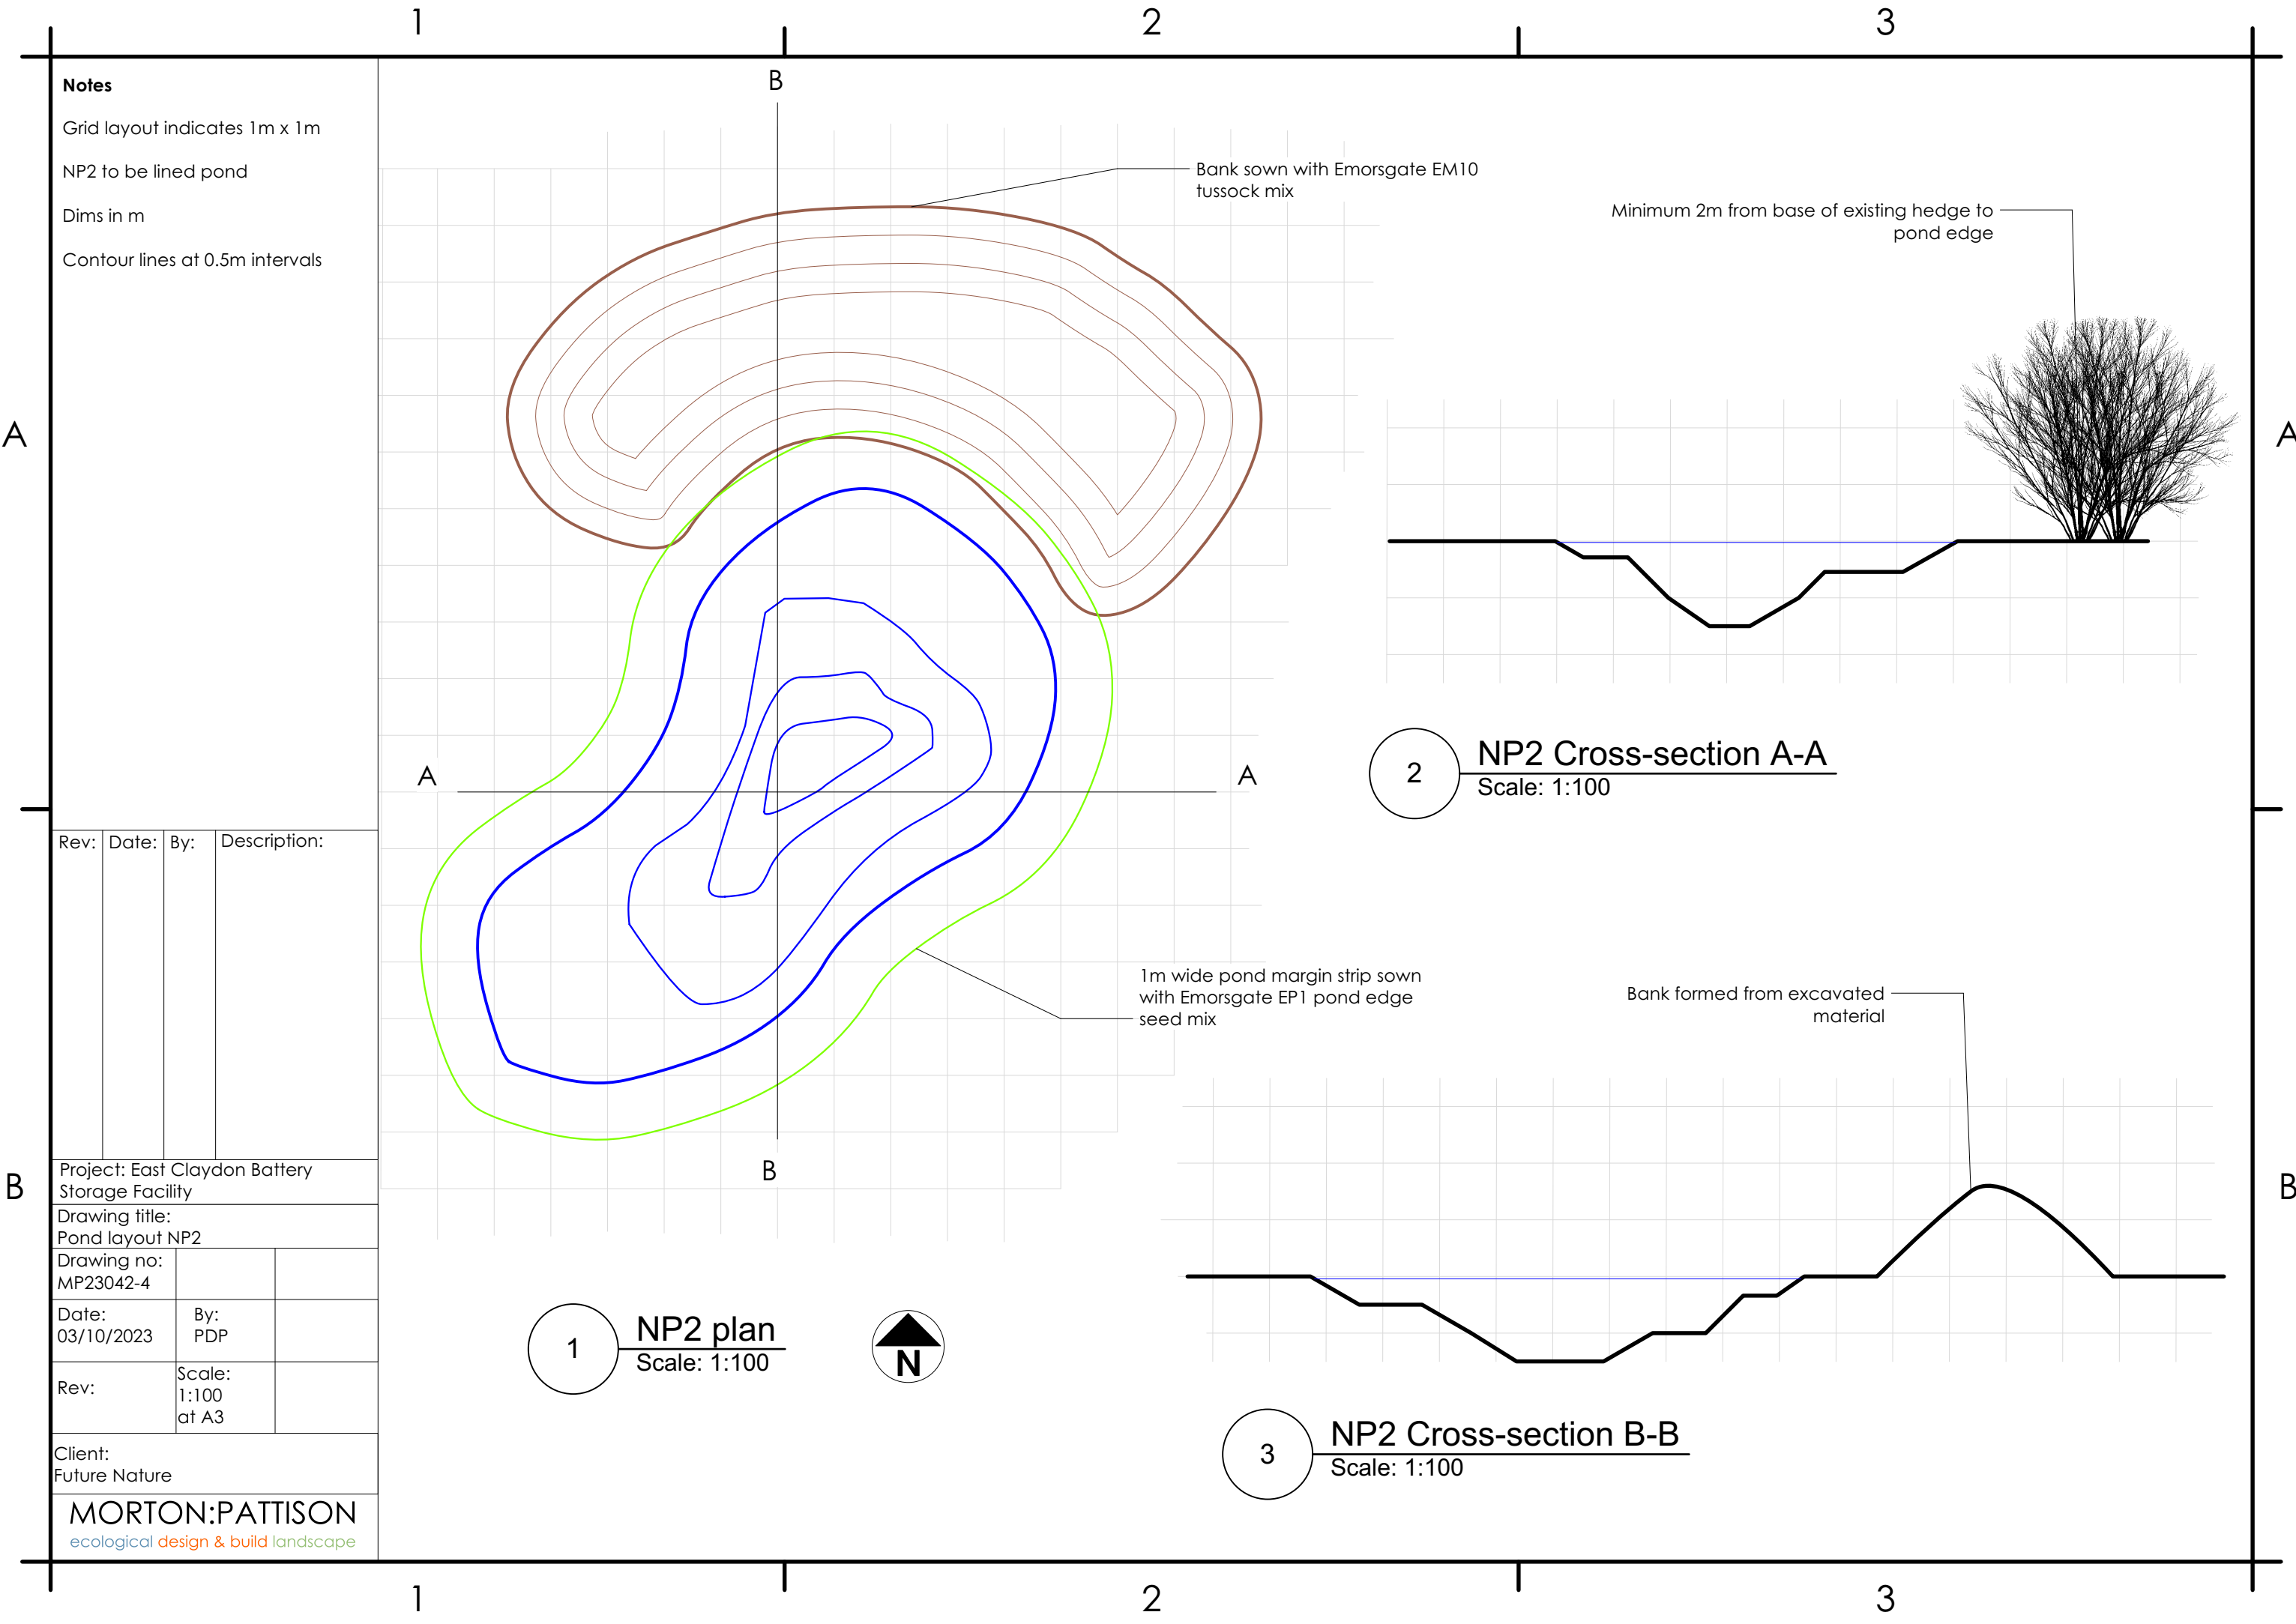 1
2
3
Notes
Grid layout indicates 1m x 1m
NP2 to be lined pond
Dims in m
Contour lines at 0.5m intervals
B
Bank sown with Emorsgate EM10
tussock mix
Minimum 2m from base of existing hedge to
pond edge
A
A
A
A
2
NP2 Cross-section A-A
Scale: 1:100
Rev:
Date:
By:
Description:
1m wide pond margin strip sown
with Emorsgate EP1 pond edge
seed mix
Bank formed from excavated
material
B
B
B
Project: East Claydon Battery
Storage Facility
Drawing title:
Pond layout NP2
Drawing no:
MP23042-4
Date:
03/10/2023
By:
PDP
Rev:
Scale:
1:100
at A3
Client:
Future Nature
MORTON:PATTISON
ecological design & build landscape
1
NP2 plan
Scale: 1:100
N
3
NP2 Cross-section B-B
Scale: 1:100
1
2
3